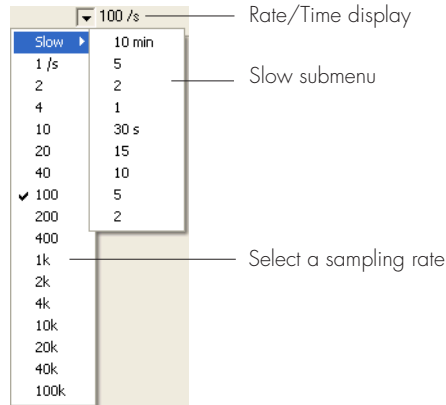 100 /s
Rate/Time display
Slow
10 min
1 /s
5
Slow submenu
2
2
4
1
10
30 s
20
15
40
10
100
5
200
2
400
1k
Select a sampling rate
2k
4k
10k
20k
40k
100k